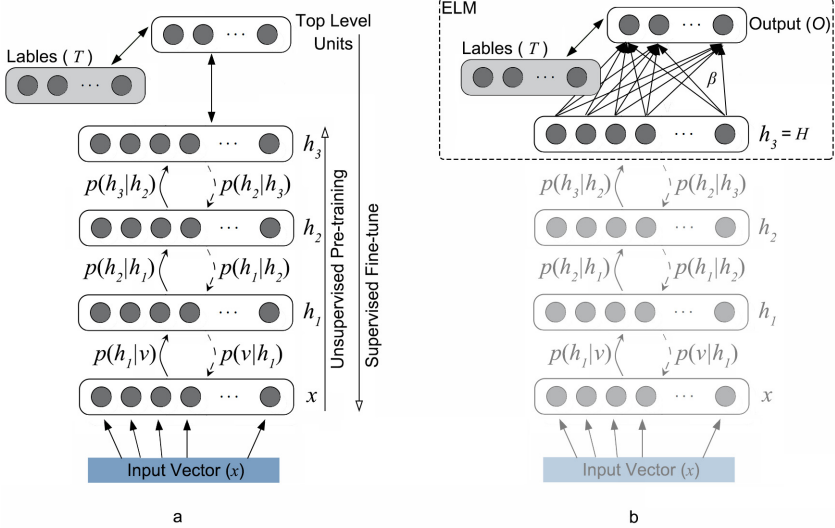 Top Level
Units
Lables ( T )
...
...
...
h3
p(h3|h2)
p(h2|h3)
...
h2
p(h2|h1)
p(h1|h2)
...
h1
p(h1|v)
p(v|h1)
...
x
Input Vector (x)
Unsupervised Pre-training
Supervised Fine-tune
a
ELM
Output (O)
Lables ( T )
...
...
β
...
h3 = H
p(h3|h2)
p(h2|h3)
...
h2
p(h2|h1)
p(h1|h2)
...
h1
p(h1|v)
p(v|h1)
...
x
Input Vector (x)
b